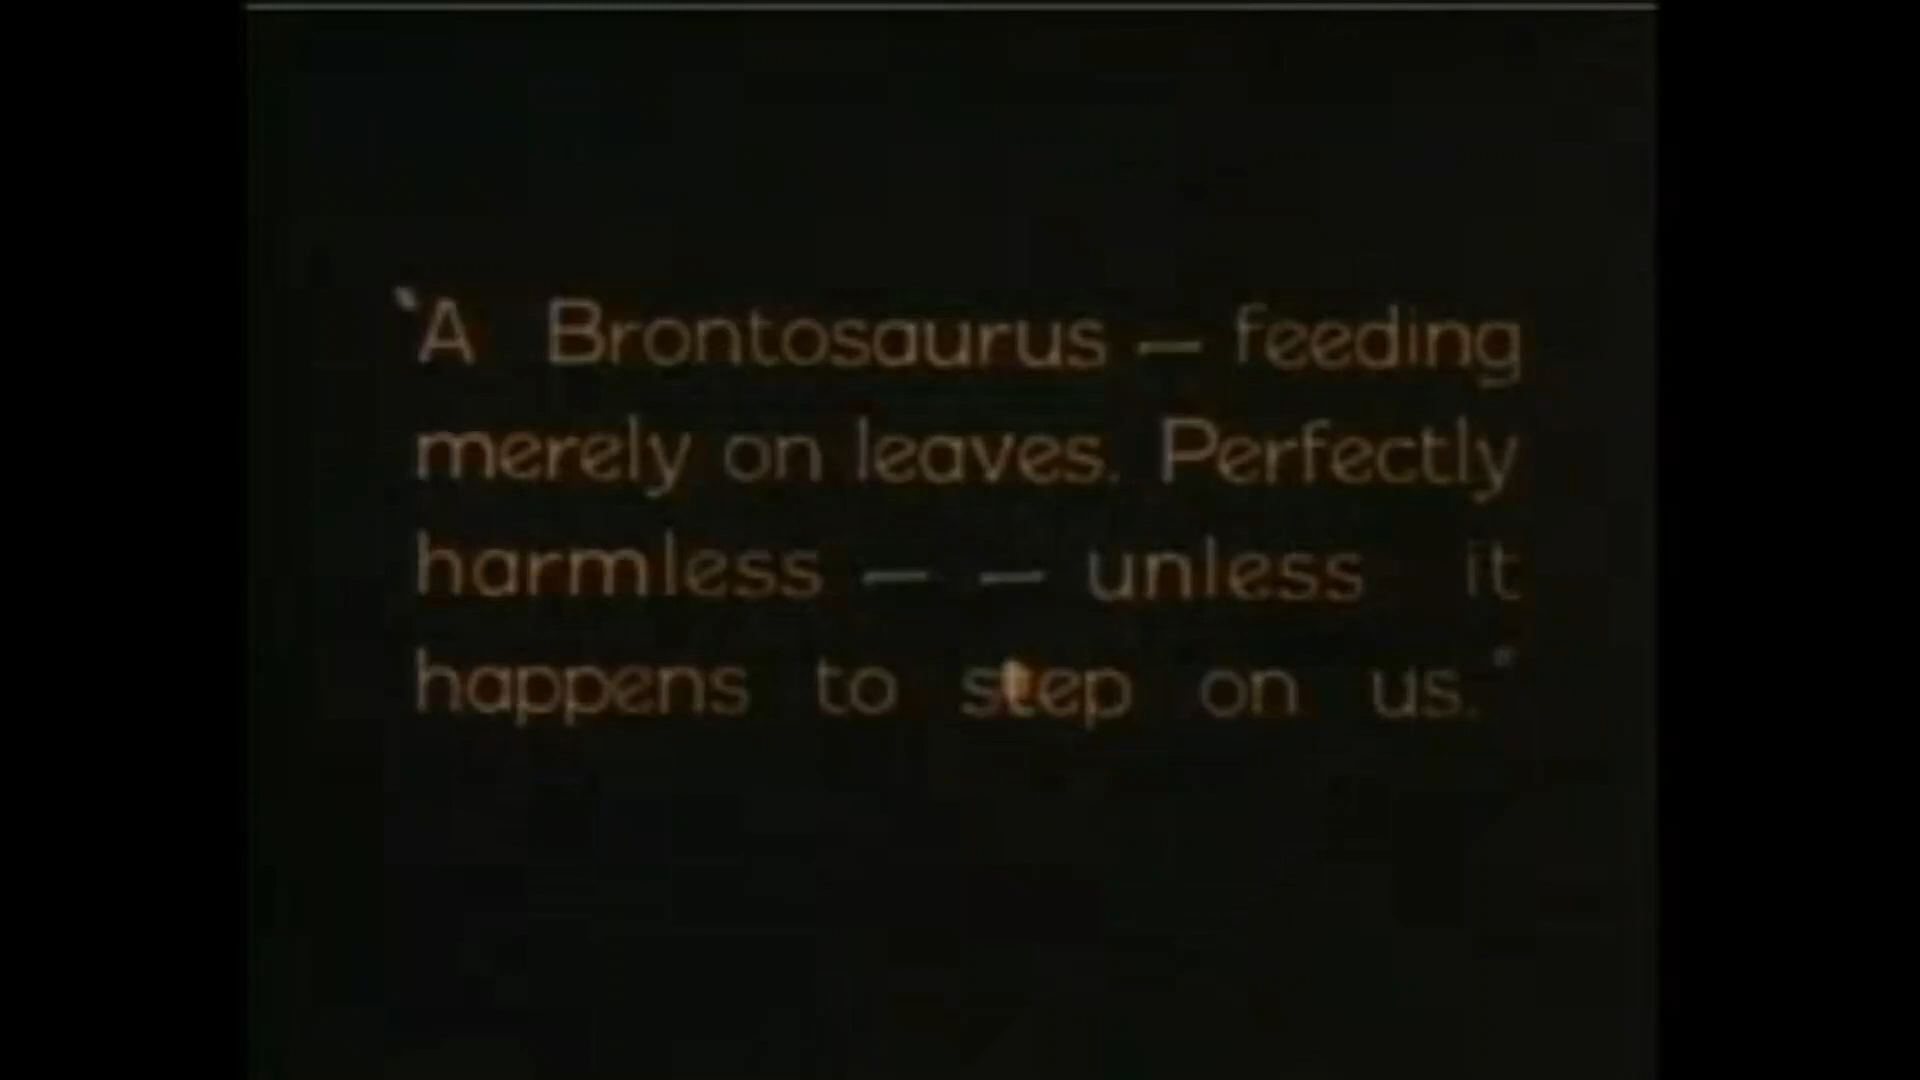 "A Brontosaurus — feeding
merely on leaves. Perfectly
harmless — — unless it
happens to step on us."